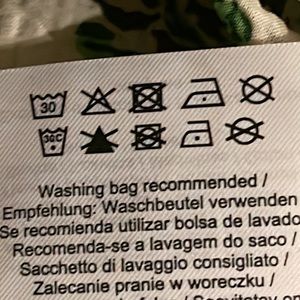 30
30C
Washing bag recommended /
Empfehlung: Waschbeutel verwenden
Se recomienda utilizar bolsa de lavado
Recomenda-se a lavagem do saco /
Sacchetto di lavaggio consigliato /
Zalecanie pranie w woreczku /